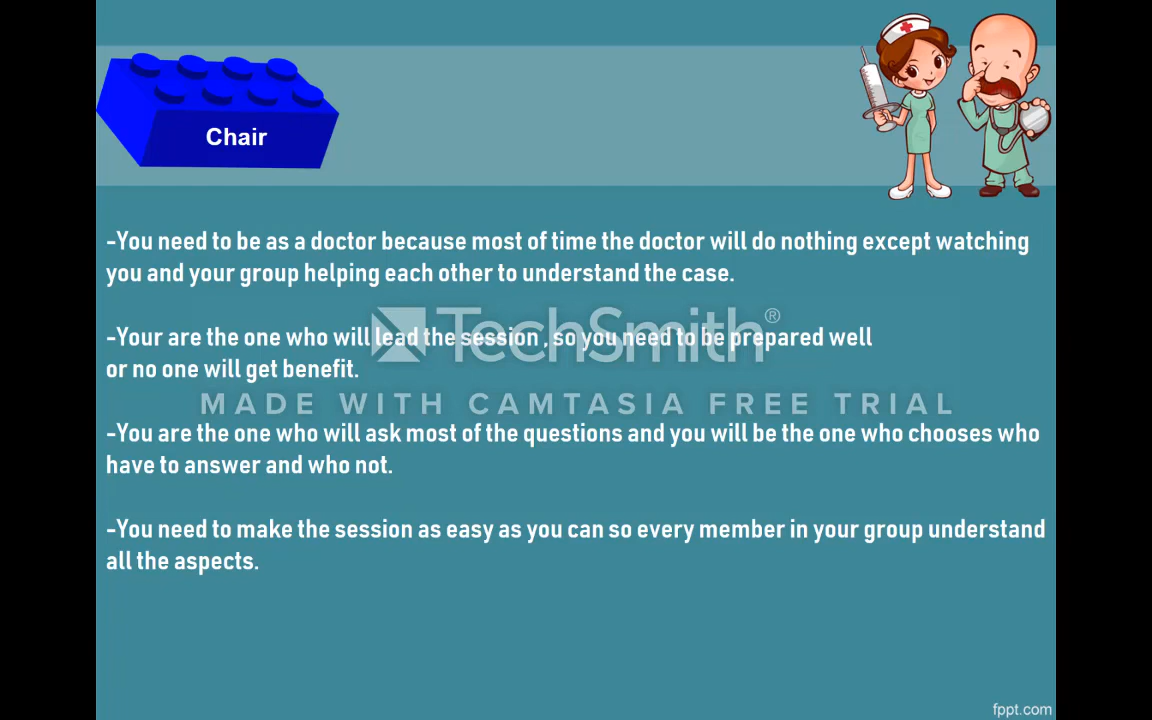 Chair
-You need to be as a doctor because most of time the doctor will do nothing except watching
you and your group helping each other to understand the case.
-Your are the one who will lead the session , so you need to be prepared well
or no one will get benefit.
TechSmith®
MADE WITH CAMTASIA FREE TRIAL
-You are the one who will ask most of the questions and you will be the one who chooses who
have to answer and who not.
-You need to make the session as easy as you can so every member in your group understand
all the aspects.
fppt.com